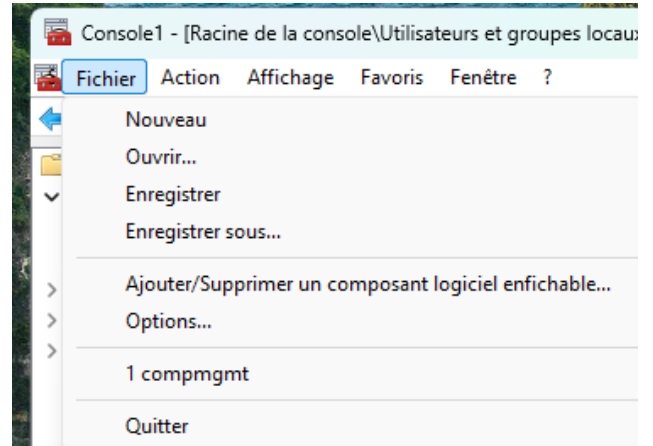 Console1 - [Racine de la console\Utilisateurs et groupes locaux
Fichier Action Affichage Favoris Fenêtre ?
Nouveau
Ouvrir...
Enregistrer
Enregistrer sous...
Ajouter/Supprimer un composant logiciel enfichable...
Options...
1 compmgmt
Quitter